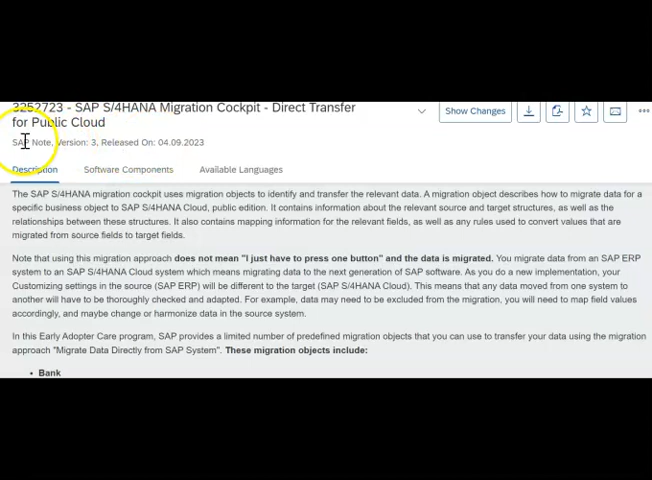 3252723 - SAP S/4HANA Migration Cockpit - Direct Transfer
for Public Cloud
Show Changes
SAP Note, Version: 3, Released On: 04.09.2023
Description
Software Components
Available Languages
The SAP S/4HANA migration cockpit uses migration objects to identify and transfer the relevant data. A migration object describes how to migrate data for a
specific business object to SAP S/4HANA Cloud, public edition. It contains information about the relevant source and target structures, as well as the
relationships between these structures. It also contains mapping information for the relevant fields, as well as any rules used to convert values that are
migrated from source fields to target fields.
Note that using this migration approach does not mean "I just have to press one button" and the data is migrated. You migrate data from an SAP ERP
system to an SAP S/4HANA Cloud system which means migrating data to the next generation of SAP software. As you do a new implementation, your
Customizing settings in the source (SAP ERP) will be different to the target (SAP S/4HANA Cloud). This means that any data moved from one system to
another will have to be thoroughly checked and adapted. For example, data may need to be excluded from the migration, you will need to map field values
accordingly, and maybe change or harmonize data in the source system.
In this Early Adopter Care program, SAP provides a limited number of predefined migration objects that you can use to transfer your data using the migration
approach "Migrate Data Directly from SAP System". These migration objects include:
• Bank